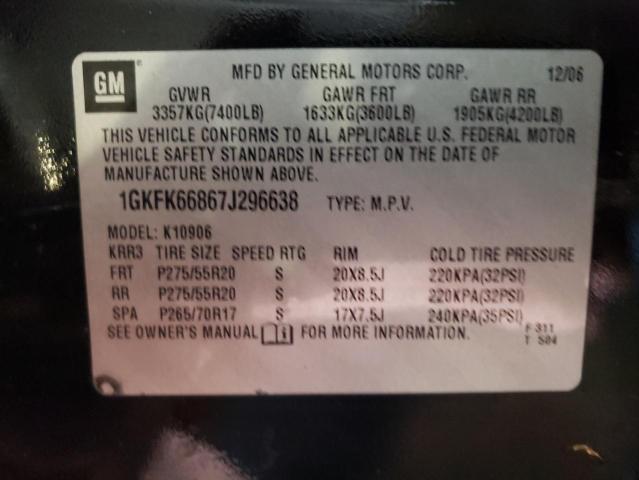 GM MFD BY GENERAL MOTORS CORP. 12/06
GVWR GAWR FRT GAWR RR
3357KG(7400LB) 1633KG(3600LB) 1905KG(4200LB)
THIS VEHICLE CONFORMS TO ALL APPLICABLE U.S. FEDERAL MOTOR
VEHICLE SAFETY STANDARDS IN EFFECT ON THE DATE OF
MANUFACTURE SHOWN ABOVE.
1GKFK66867J296638 TYPE: M.P.V.
MODEL: K10906
KRR3 TIRE SIZE SPEED RTG RIM COLD TIRE PRESSURE
FRT P275/55R20 S 20X8.5J 220KPA(32PSI)
RR P275/55R20 S 20X8.5J 220KPA(32PSI)
SPA P265/70R17 S 17X7.5J 240KPA(35PSI)
SEE OWNER'S MANUAL FOR MORE INFORMATION.
F 311
T S04